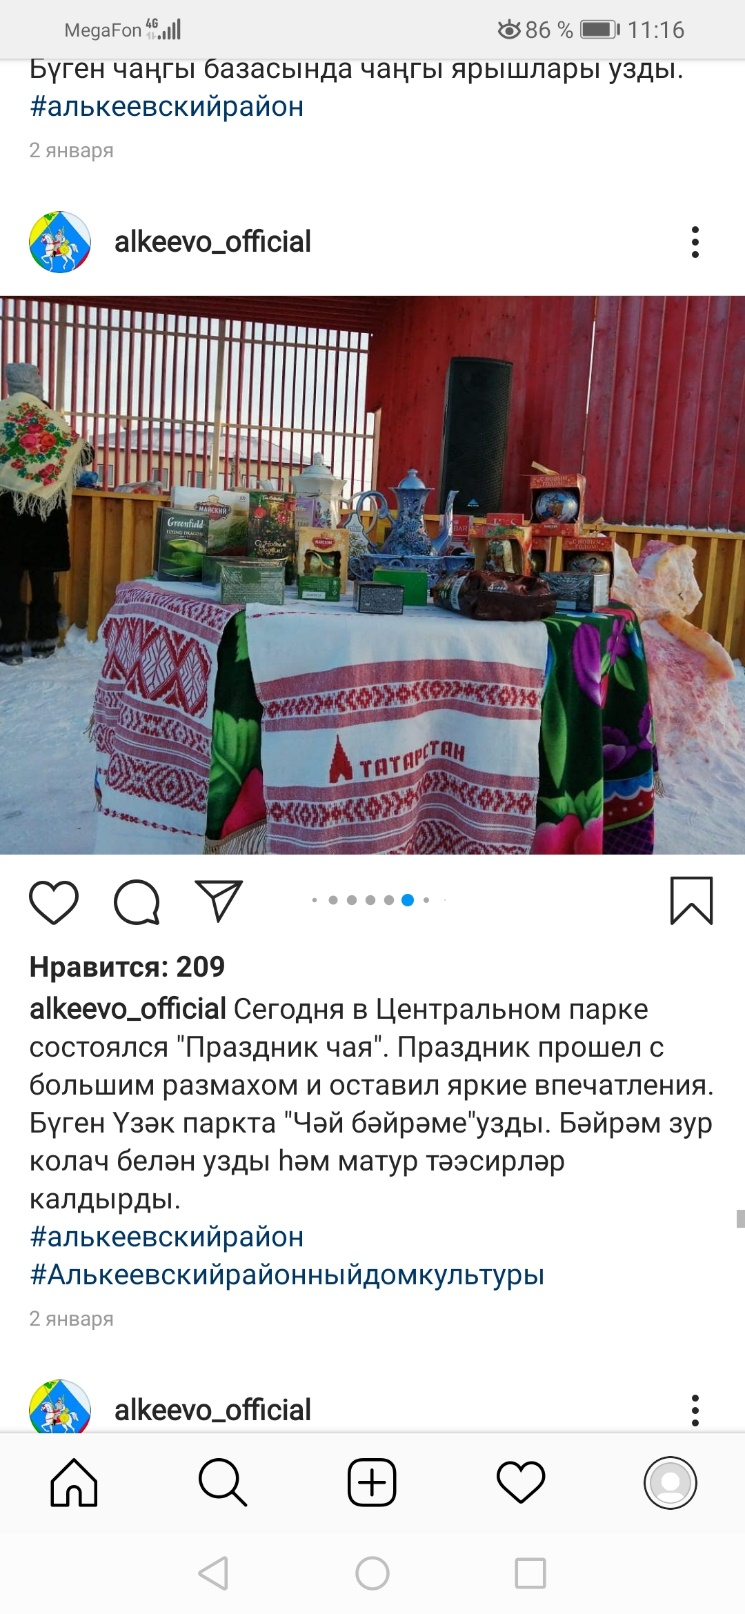 MegaFon 4G 86 % 11:16
Бүген чаңгы базасында чаңгы ярышлары узды.
#алькеевскийрайон
2 января
alkeevo_official
Greenfield
МАЙСКИЙ
ТАТАРСТАН
Нравится: 209
alkeevo_official Сегодня в Центральном парке
состоялся "Праздник чая". Праздник прошел с
большим размахом и оставил яркие впечатления.
Бүген Үзәк паркта "Чәй бәйрәме"узды. Бәйрәм зур
колач белән узды һәм матур тәэсирләр
калдырды.
#алькеевскийрайон
#Алькеевскийрайонныйдомкультуры
2 января
alkeevo_official